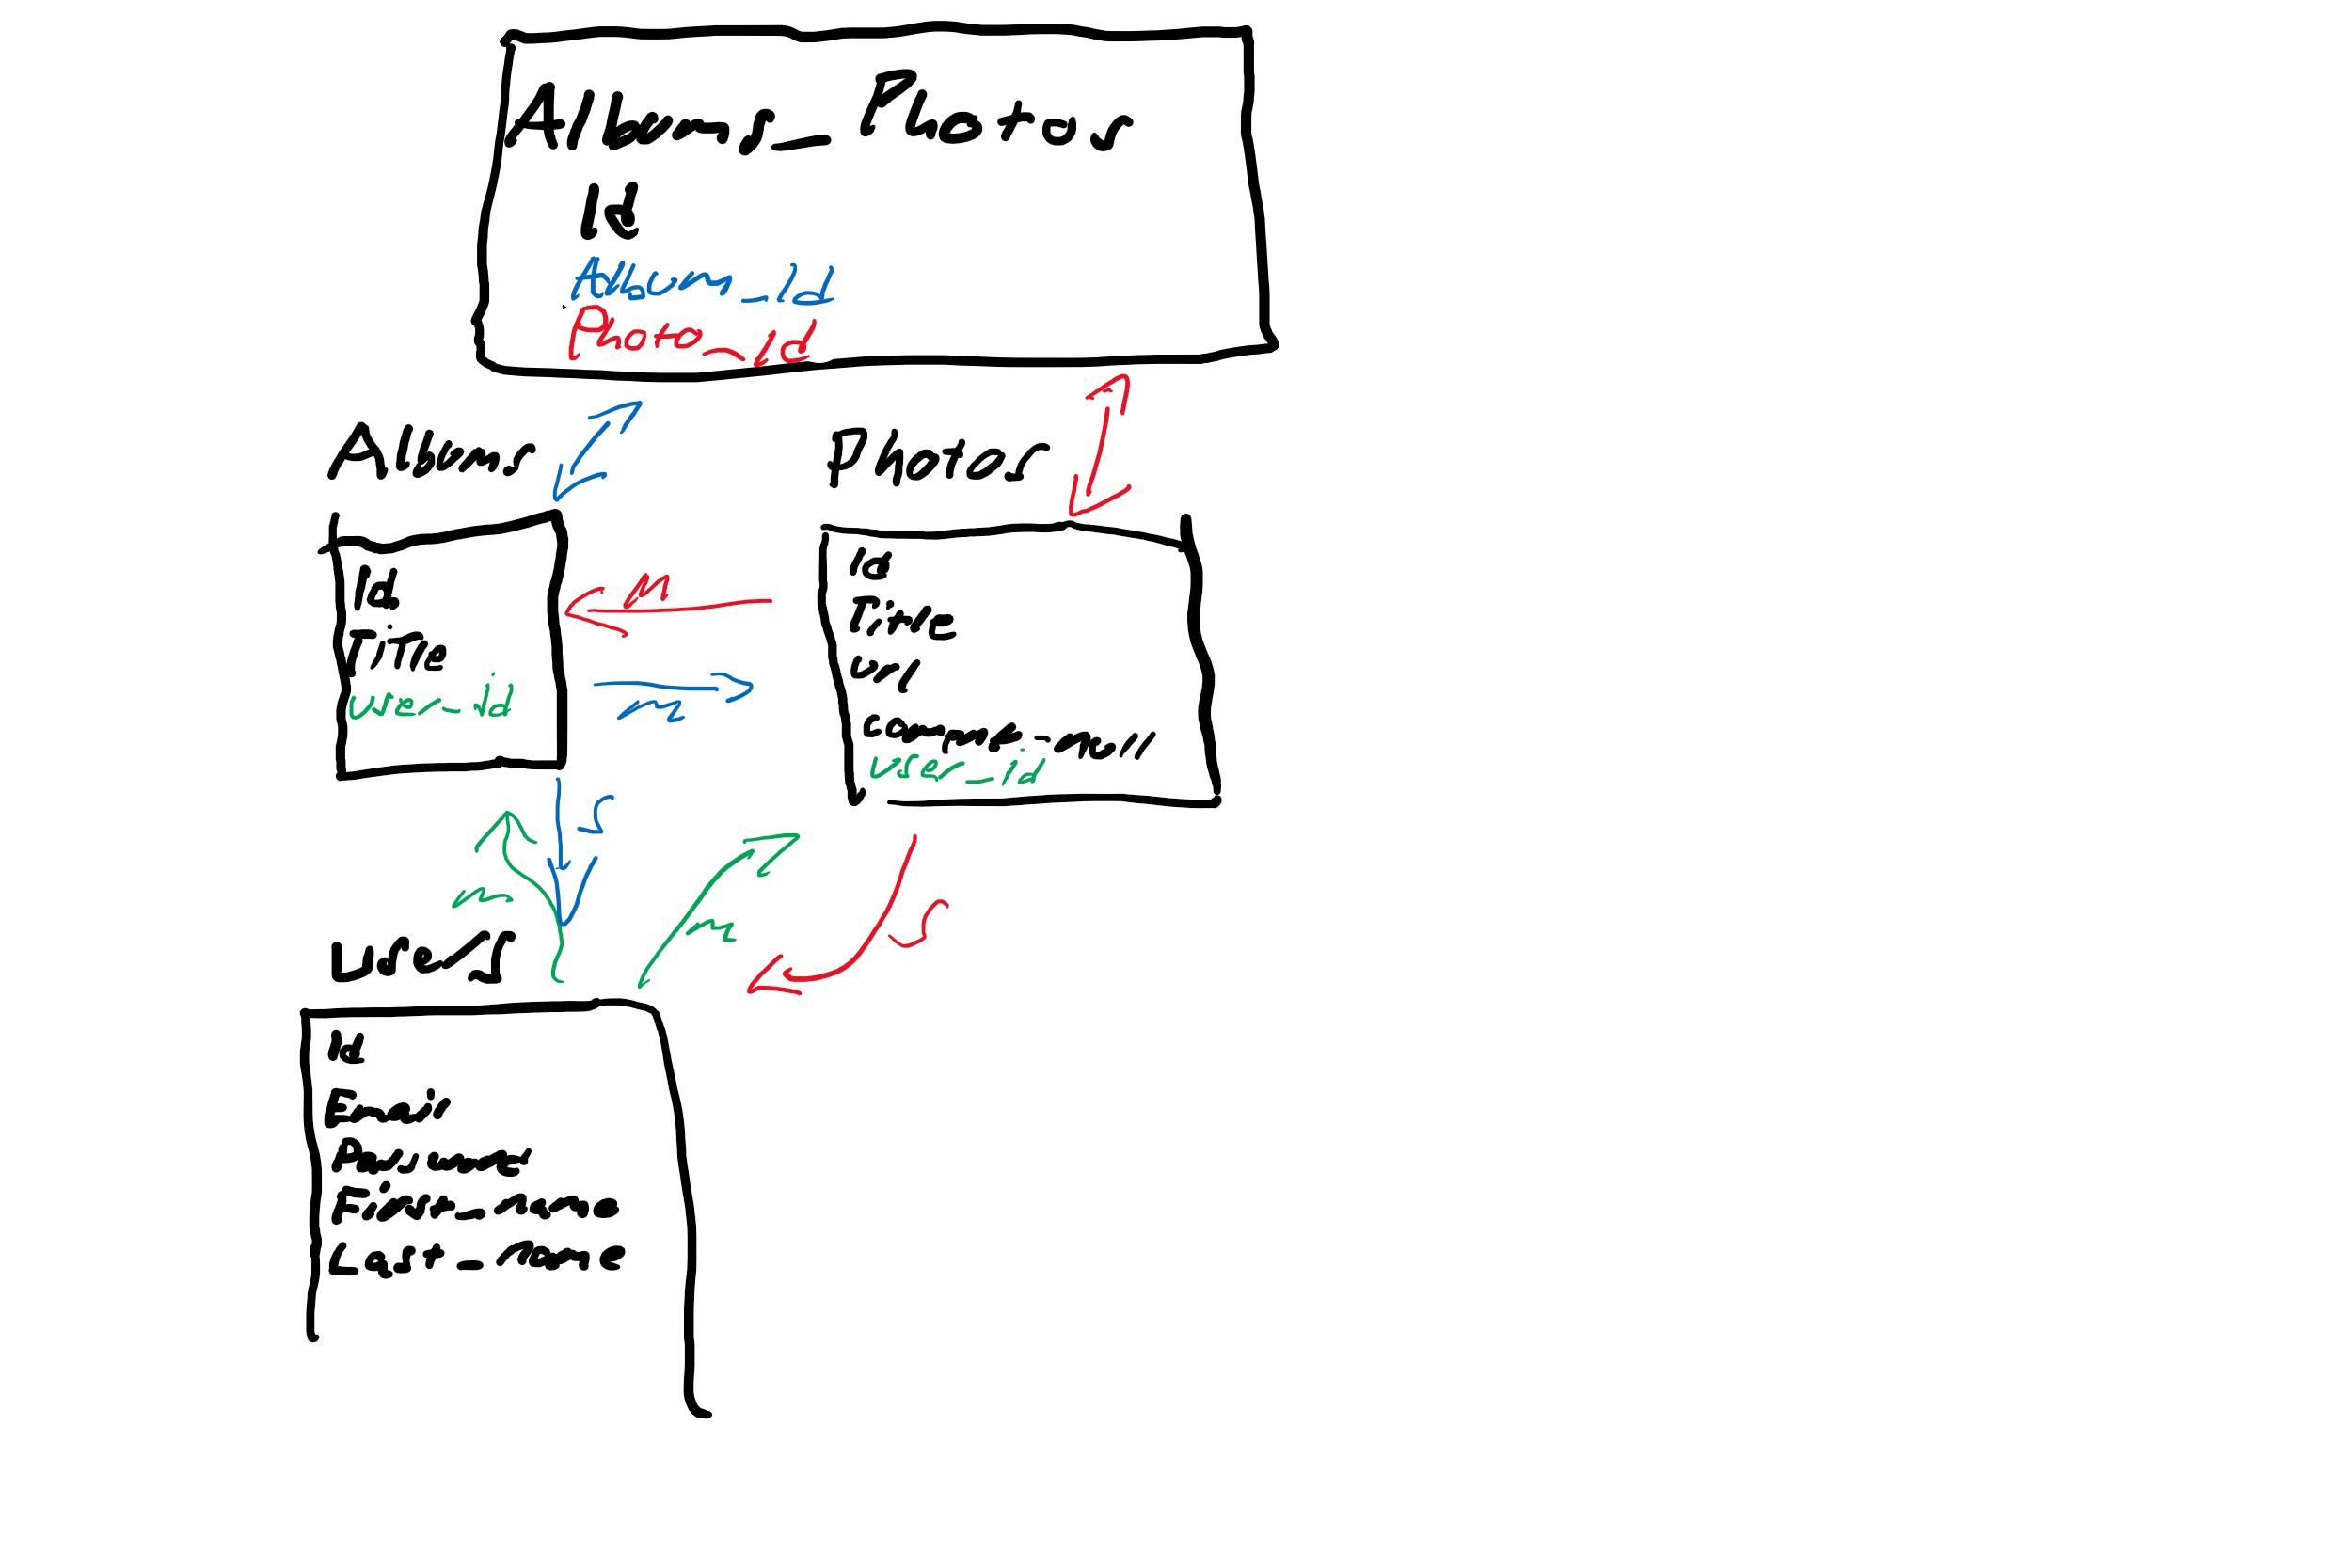 Albums_Photos
Id
Album_id
Photo_id
Albums
Photos
Id
Title
user_id
M
m
Id
Title
url
user_id
S
m
m
S
Users
Id
Email
Password
First_name
Last_name